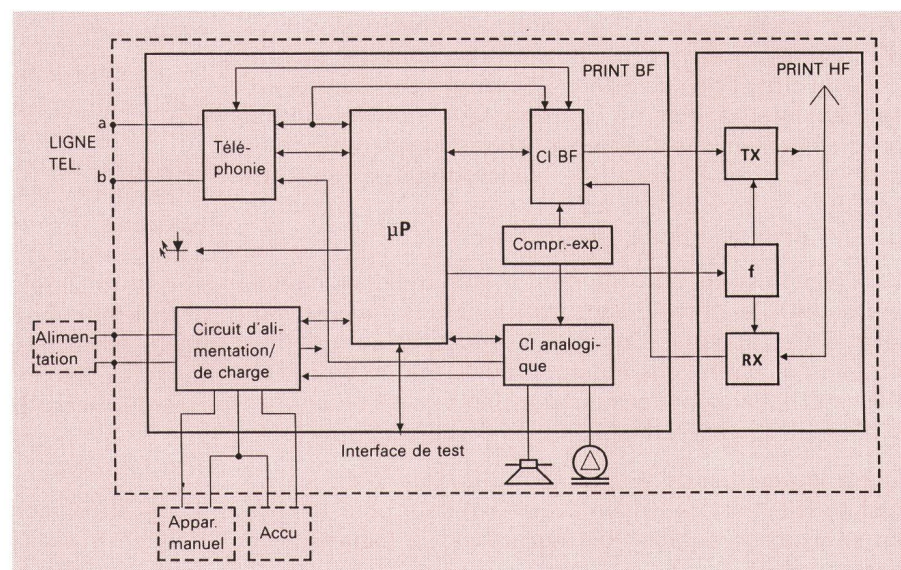 PRINT BF
PRINT HF
a
LIGNE
TEL.
b
Télé-
phonie
µP
CI BF
TX
Compr.-exp.
f
Alimen-
tation
Circuit d'ali-
mentation/
de charge
CI analogi-
que
RX
Interface de test
Appar.
manuel
Accu